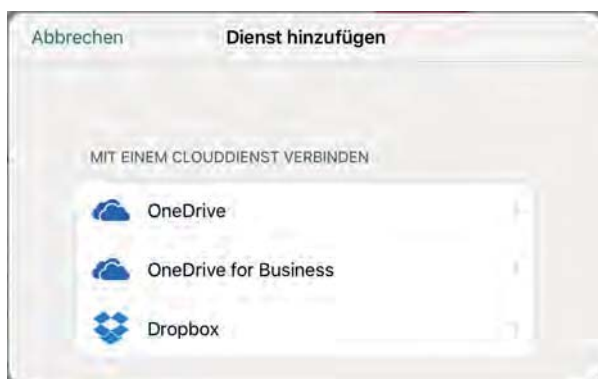 Abbrechen Dienst hinzufügen
MIT EINEM CLOUDDIENST VERBINDEN
OneDrive
OneDrive for Business
Dropbox